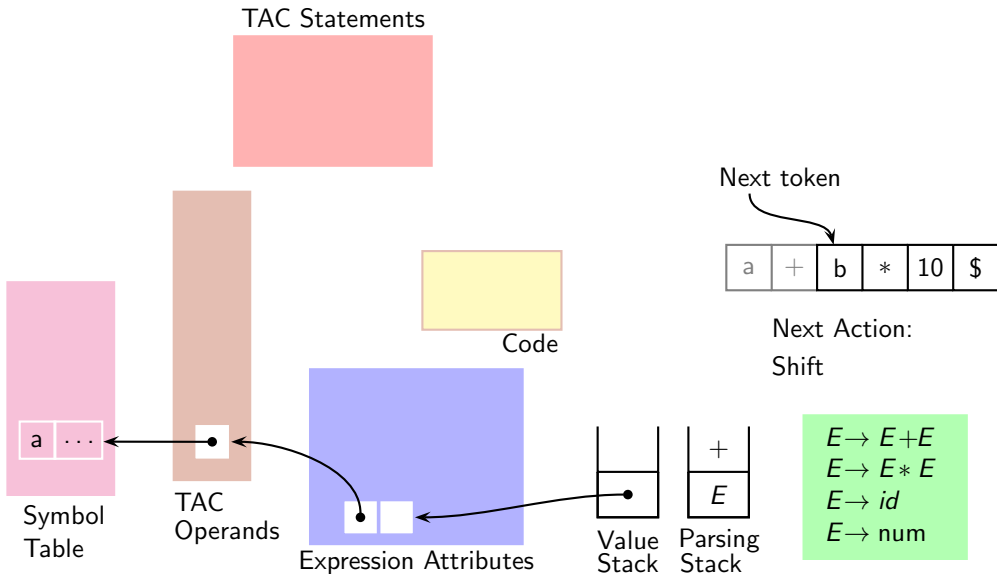 TAC Statements
Next token
a + b * 10 $
Code
Next Action:
Shift
a ···
Symbol
Table
TAC
Operands
Expression Attributes
+
E
Value
Stack
Parsing
Stack
E → E + E
E → E * E
E → id
E → num